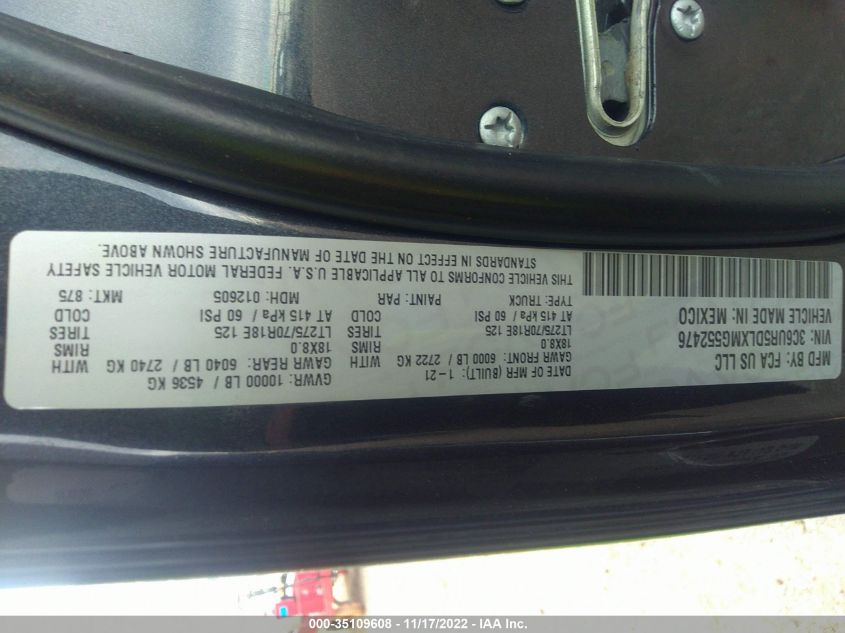 MFD BY: FCA US LLC
DATE OF MFR (BUILT): 1-21
GVWR: 10000 LB / 4536 KG
GAWR FRONT: 6000 LB / 2722 KG
GAWR REAR: 6040 LB / 2740 KG
WITH
18X8.0
RIMS
LT275/70R18E 125
TIRES
AT 415 kPa / 60 PSI
COLD
VIN: 3C6UR5DLXMG552476
VEHICLE MADE IN: MEXICO
TYPE: TRUCK
PAINT: PAR
MDH: 012605
MKT: 875
THIS VEHICLE CONFORMS TO ALL APPLICABLE U.S.A. FEDERAL MOTOR VEHICLE SAFETY
STANDARDS IN EFFECT ON THE DATE OF MANUFACTURE SHOWN ABOVE.
18X8.0
RIMS
WITH
LT275/70R18E 125
TIRES
AT 415 kPa / 60 PSI
COLD
000-35109608 - 11/17/2022 - IAA Inc.